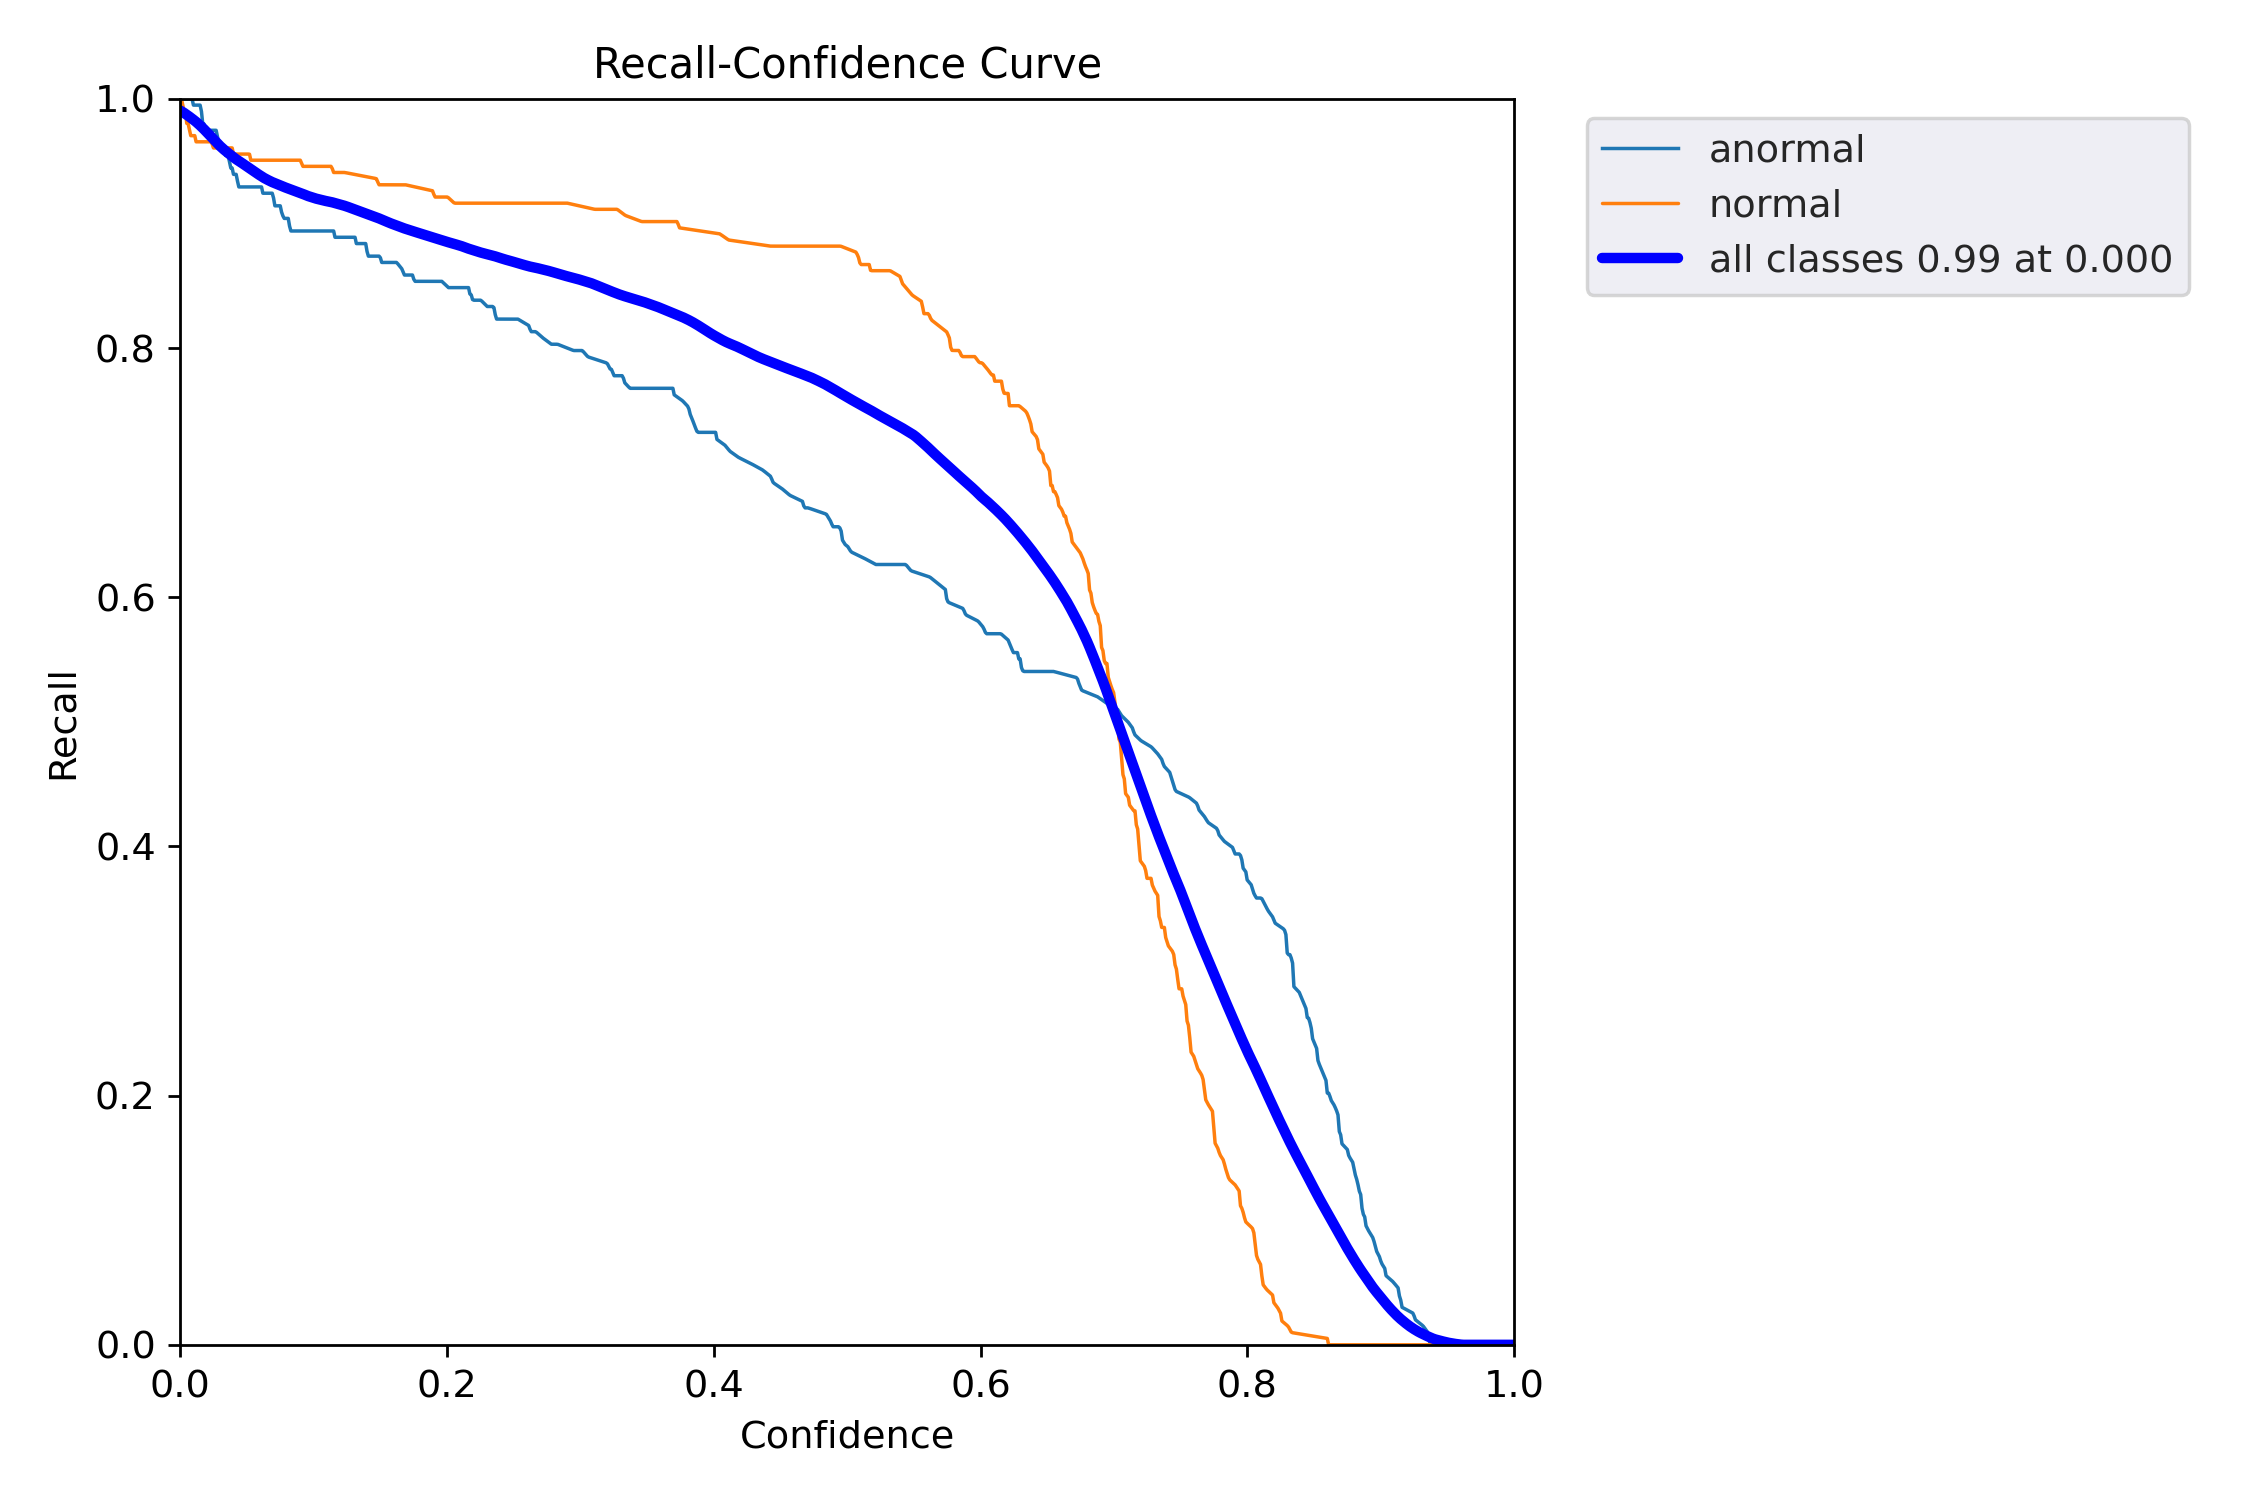 Recall-Confidence Curve
1.0
0.8
0.6
0.4
0.2
0.0
Recall
0.0 0.2 0.4 0.6 0.8 1.0
Confidence
anormal
normal
all classes 0.99 at 0.000